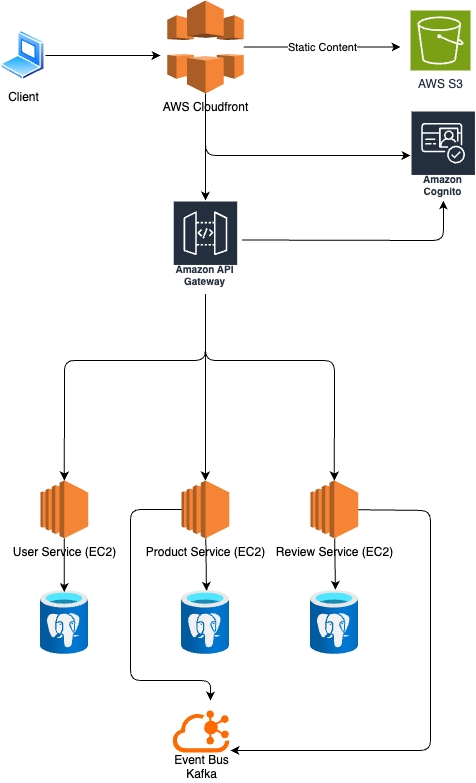 Static Content
Client
AWS Cloudfront
AWS S3
Amazon
Cognito
Amazon API
Gateway
User Service (EC2)
Product Service (EC2)
Review Service (EC2)
Event Bus
Kafka